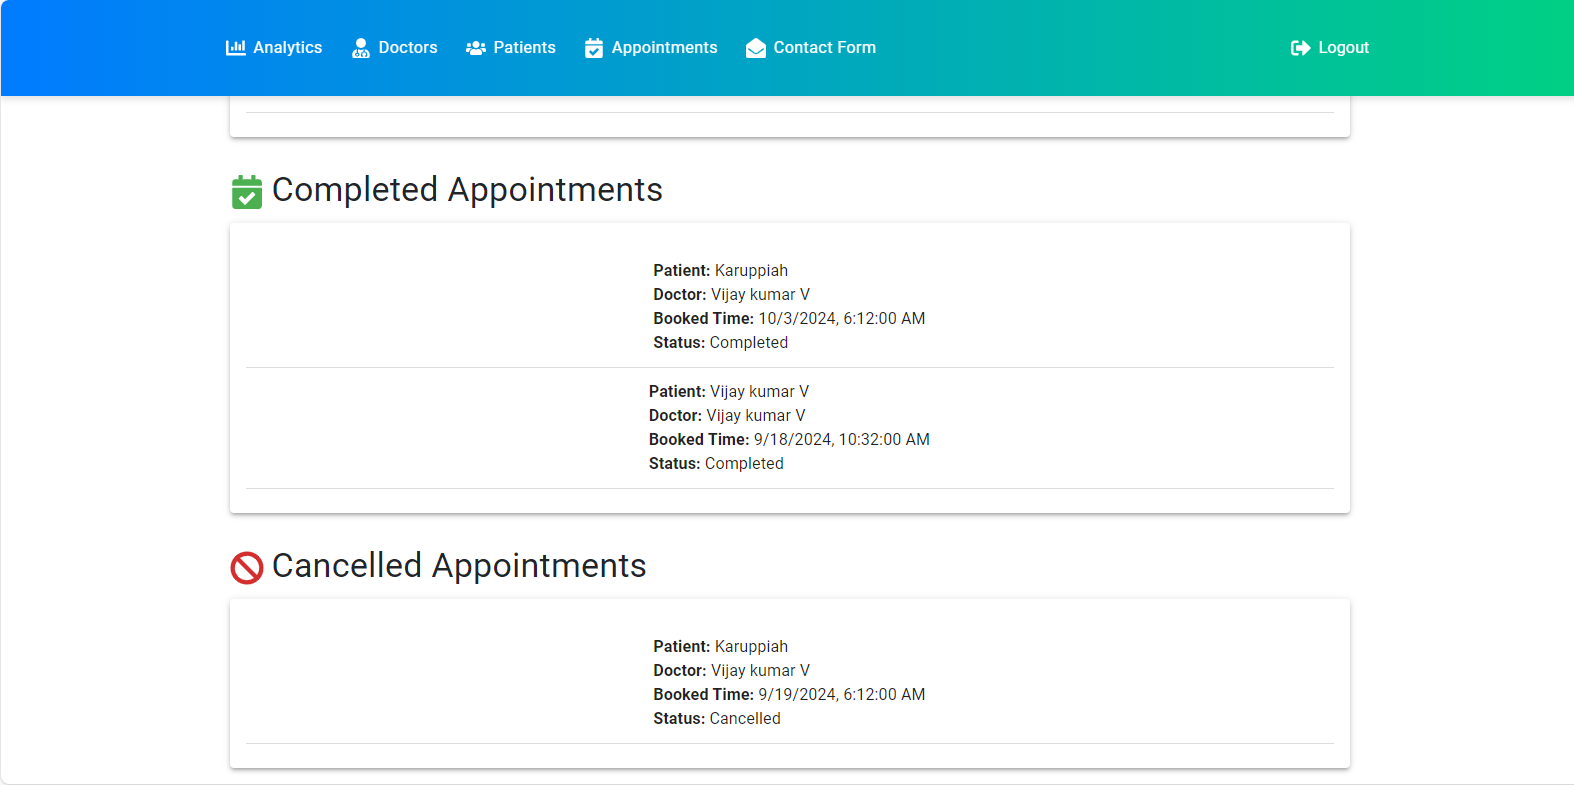 Analytics Doctors Patients Appointments Contact Form Logout
Completed Appointments
Patient: Karuppiah
Doctor: Vijay kumar V
Booked Time: 10/3/2024, 6:12:00 AM
Status: Completed
Patient: Vijay kumar V
Doctor: Vijay kumar V
Booked Time: 9/18/2024, 10:32:00 AM
Status: Completed
Cancelled Appointments
Patient: Karuppiah
Doctor: Vijay kumar V
Booked Time: 9/19/2024, 6:12:00 AM
Status: Cancelled